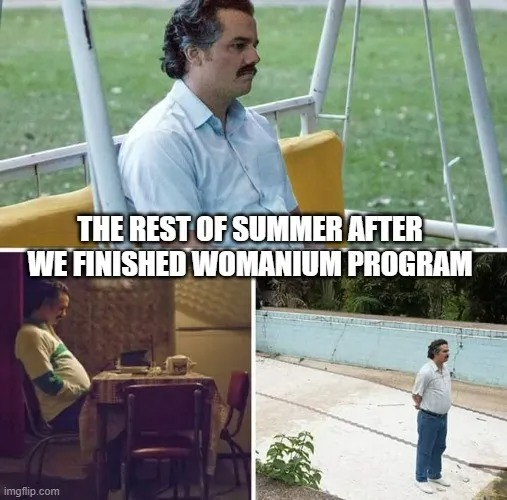 THE REST OF SUMMER AFTER
WE FINISHED WOMANIUM PROGRAM
imgflip.com